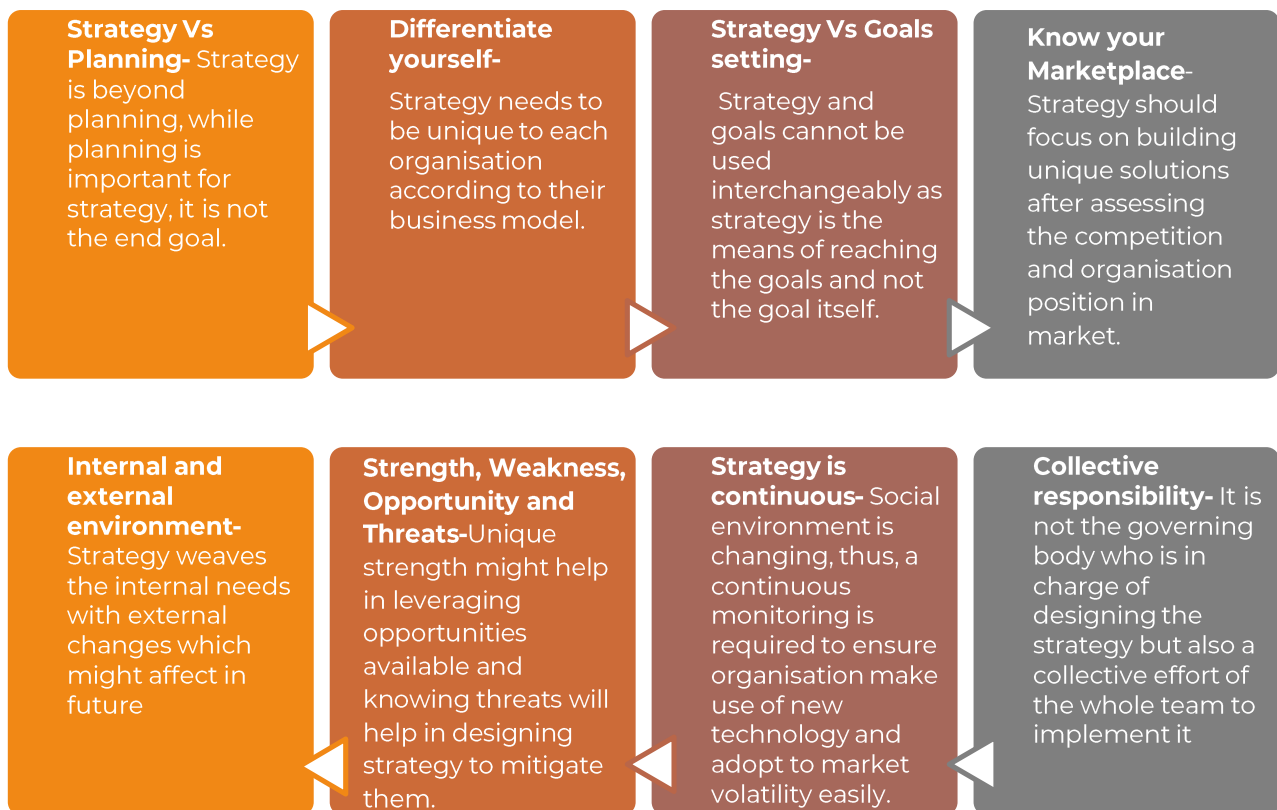 Strategy Vs
Planning- Strategy
is beyond
planning, while
planning is
important for
strategy, it is not
the end goal.
Differentiate
yourself-
Strategy needs to
be unique to each
organisation
according to their
business model.
Strategy Vs Goals
setting-
Strategy and
goals cannot be
used
interchangeably as
strategy is the
means of reaching
the goals and not
the goal itself.
Know your
Marketplace-
Strategy should
focus on building
unique solutions
after assessing
the competition
and organisation
position in
market.
Internal and
external
environment-
Strategy weaves
the internal needs
with external
changes which
might affect in
future
Strength, Weakness,
Opportunity and
Threats-Unique
strength might help
in leveraging
opportunities
available and
knowing threats will
help in designing
strategy to mitigate
them.
Strategy is
continuous- Social
environment is
changing, thus, a
continuous
monitoring is
required to ensure
organisation make
use of new
technology and
adopt to market
volatility easily.
Collective
responsibility- It is
not the governing
body who is in
charge of
designing the
strategy but also a
collective effort of
the whole team to
implement it